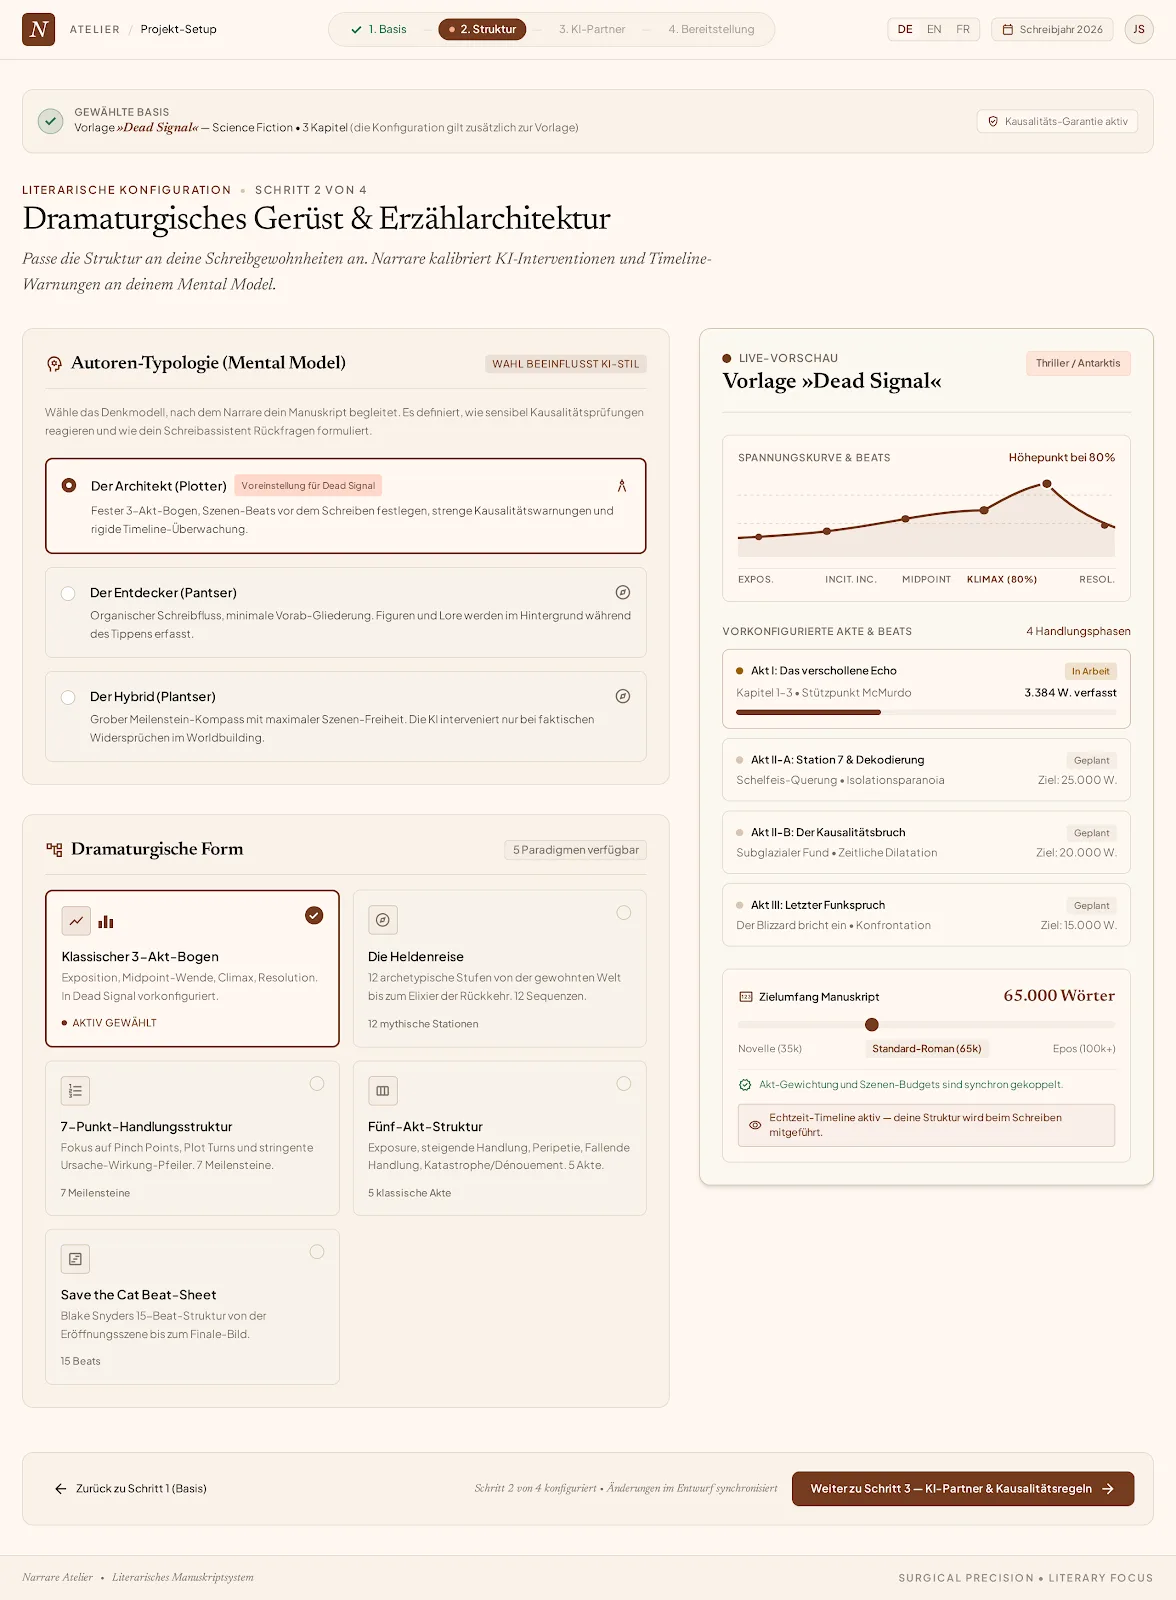 N ATELIER / Projekt-Setup
1. Basis
2. Struktur
3. KI-Partner
4. Bereitstellung
DE EN FR
Schreibjahr 2026
JS
GEWÄHLTE BASIS
Vorlage »Dead Signal« — Science Fiction • 3 Kapitel (die Konfiguration gilt zusätzlich zur Vorlage)
Kausalitäts-Garantie aktiv
LITERARISCHE KONFIGURATION • SCHRITT 2 VON 4
Dramaturgisches Gerüst & Erzählarchitektur
Passe die Struktur an deine Schreibgewohnheiten an. Narrare kalibriert KI-Interventionen und Timeline-
Warnungen an deinem Mental Model.
Autoren-Typologie (Mental Model)
WAHL BEEINFLUSST KI-STIL
Wähle das Denkmodell, nach dem Narrare dein Manuskript begleitet. Es definiert, wie sensibel Kausalitätsprüfungen
reagieren und wie dein Schreibassistent Rückfragen formuliert.
Der Architekt (Plotter)
Voreinstellung für Dead Signal
Fester 3-Akt-Bogen, Szenen-Beats vor dem Schreiben festlegen, strenge Kausalitätswarnungen und
rigide Timeline-Überwachung.
Der Entdecker (Pantser)
Organischer Schreibfluss, minimale Vorab-Gliederung. Figuren und Lore werden im Hintergrund während
des Tippens erfasst.
Der Hybrid (Plantser)
Grober Meilenstein-Kompass mit maximaler Szenen-Freiheit. Die KI interveniert nur bei faktischen
Widersprüchen im Worldbuilding.
Dramaturgische Form
5 Paradigmen verfügbar
Klassischer 3-Akt-Bogen
Exposition, Midpoint-Wende, Climax, Resolution.
In Dead Signal vorkonfiguriert.
• AKTIV GEWÄHLT
Die Heldenreise
12 archetypische Stufen von der gewohnten Welt
bis zum Elixier der Rückkehr. 12 Sequenzen.
12 mythische Stationen
7-Punkt-Handlungsstruktur
Fokus auf Pinch Points, Plot Turns und stringente
Ursache-Wirkung-Pfeiler. 7 Meilensteine.
7 Meilensteine
Fünf-Akt-Struktur
Exposure, steigende Handlung, Peripetie, Fallende
Handlung, Katastrophe/Dénouement. 5 Akte.
5 klassische Akte
Save the Cat Beat-Sheet
Blake Snyders 15-Beat-Struktur von der
Eröffnungsszene bis zum Finale-Bild.
15 Beats
LIVE-VORSCHAU
Vorlage »Dead Signal«
Thriller / Antarktis
SPANNUNGSKURVE & BEATS
Höhepunkt bei 80%
EXPOS. INCIT. INC. MIDPOINT KLIMAX (80%) RESOL.
VORKONFIGURIERTE AKTE & BEATS
4 Handlungsphasen
Akt I: Das verschollene Echo
In Arbeit
Kapitel 1–3 • Stützpunkt McMurdo
3.384 W. verfasst
Akt II-A: Station 7 & Dekodierung
Geplant
Schelfeis-Querung • Isolationsparanoia
Ziel: 25.000 W.
Akt II-B: Der Kausalitätsbruch
Geplant
Subglazialer Fund • Zeitliche Dilatation
Ziel: 20.000 W.
Akt III: Letzter Funkspruch
Geplant
Der Blizzard bricht ein • Konfrontation
Ziel: 15.000 W.
123 Zielumfang Manuskript
65.000 Wörter
Novelle (35k)
Standard-Roman (65k)
Epos (100k+)
Akt-Gewichtung und Szenen-Budgets sind synchron gekoppelt.
Echtzeit-Timeline aktiv — deine Struktur wird beim Schreiben
mitgeführt.
Zurück zu Schritt 1 (Basis)
Schritt 2 von 4 konfiguriert • Änderungen im Entwurf synchronisiert
Weiter zu Schritt 3 — KI-Partner & Kausalitätsregeln
Narrare Atelier • Literarisches Manuskriptsystem
SURGICAL PRECISION • LITERARY FOCUS